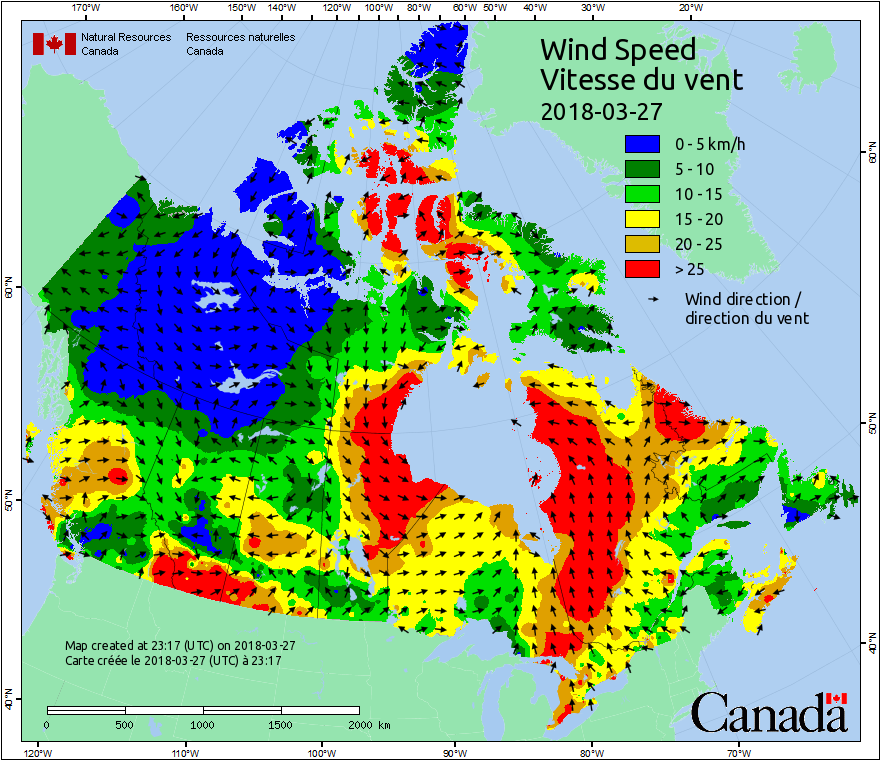 170°W 160°W 150°W 140°W 130°W 120°W 110°W 100°W 90°W 80°W 70°W 60°W 50°W 40°W 30°W 20°W
Natural Resources Ressources naturelles
Canada Canada
Wind Speed
Vitesse du vent
2018-03-27
0 - 5 km/h
5 - 10
10 - 15
15 - 20
20 - 25
> 25
Wind direction /
direction du vent
60°N 60°N
50°N 50°N
40°N 40°N
Map created at 23:17 (UTC) on 2018-03-27
Carte créée le 2018-03-27 (UTC) à 23:17
0 500 1000 1500 2000 km
Canada
120°W 110°W 100°W 90°W 80°W 70°W